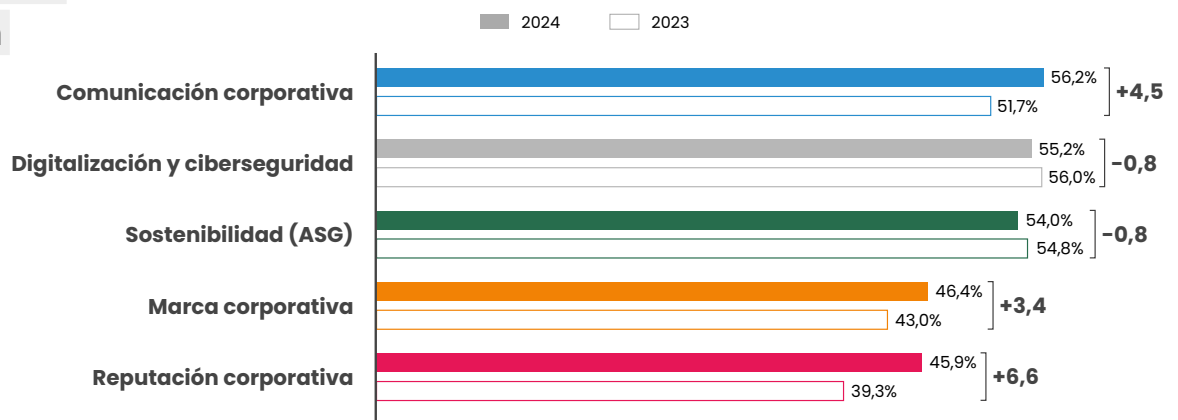 2024 2023
Comunicación corporativa 56,2% 51,7% +4,5
Digitalización y ciberseguridad 55,2% 56,0% -0,8
Sostenibilidad (ASG) 54,0% 54,8% -0,8
Marca corporativa 46,4% 43,0% +3,4
Reputación corporativa 45,9% 39,3% +6,6